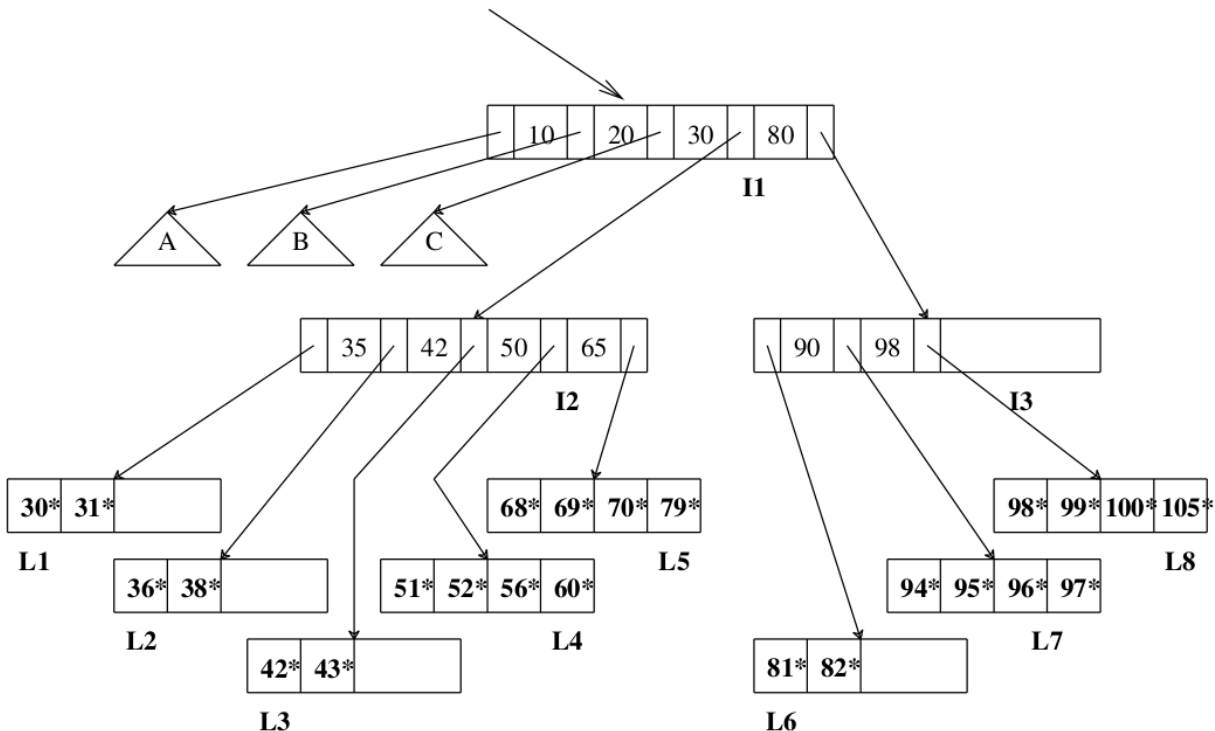 10 20 30 80
I1
A B C
35 42 50 65
90 98
I2
I3
30* 31*
68* 69* 70* 79*
98* 99* 100* 105*
L1
L5
L8
36* 38*
51* 52* 56* 60*
94* 95* 96* 97*
L2
L4
L7
42* 43*
81* 82*
L3
L6